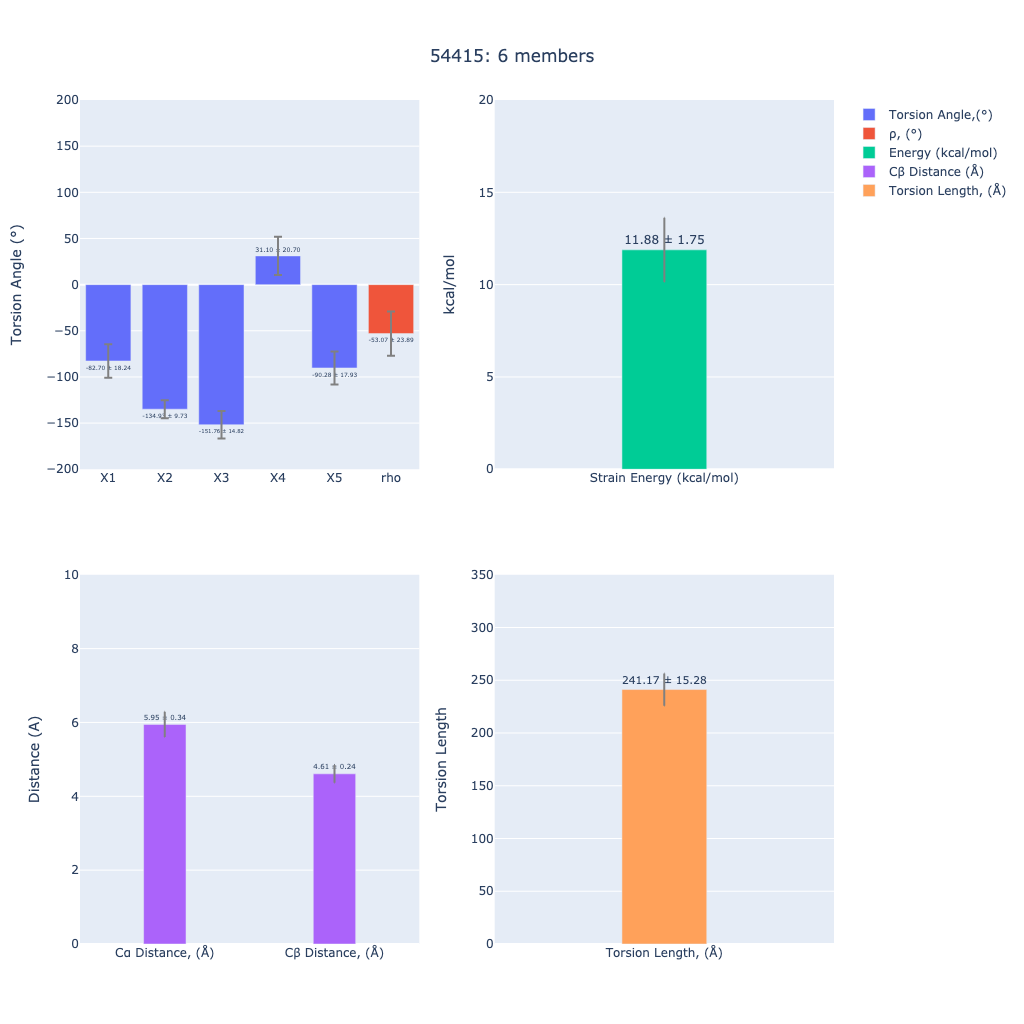 54415: 6 members
Torsion Angle (°)
200
150
100
50
0
−50
−100
−150
−200
-82.70 ± 18.24
-151.76 ± 14.82
31.10 ± 20.70
-90.28 ± 17.93
-53.07 ± 23.89
X1 X2 X3 X4 X5 rho
kcal/mol
20
15
10
5
0
11.88 ± 1.75
Strain Energy (kcal/mol)
Torsion Angle,(°)
ρ, (°)
Energy (kcal/mol)
Cβ Distance (Å)
Torsion Length, (Å)
Distance (A)
10
8
6
4
2
0
5.95 ± 0.34
4.61 ± 0.24
Cα Distance, (Å) Cβ Distance, (Å)
Torsion Length
350
300
250
200
150
100
50
0
241.17 ± 15.28
Torsion Length, (Å)